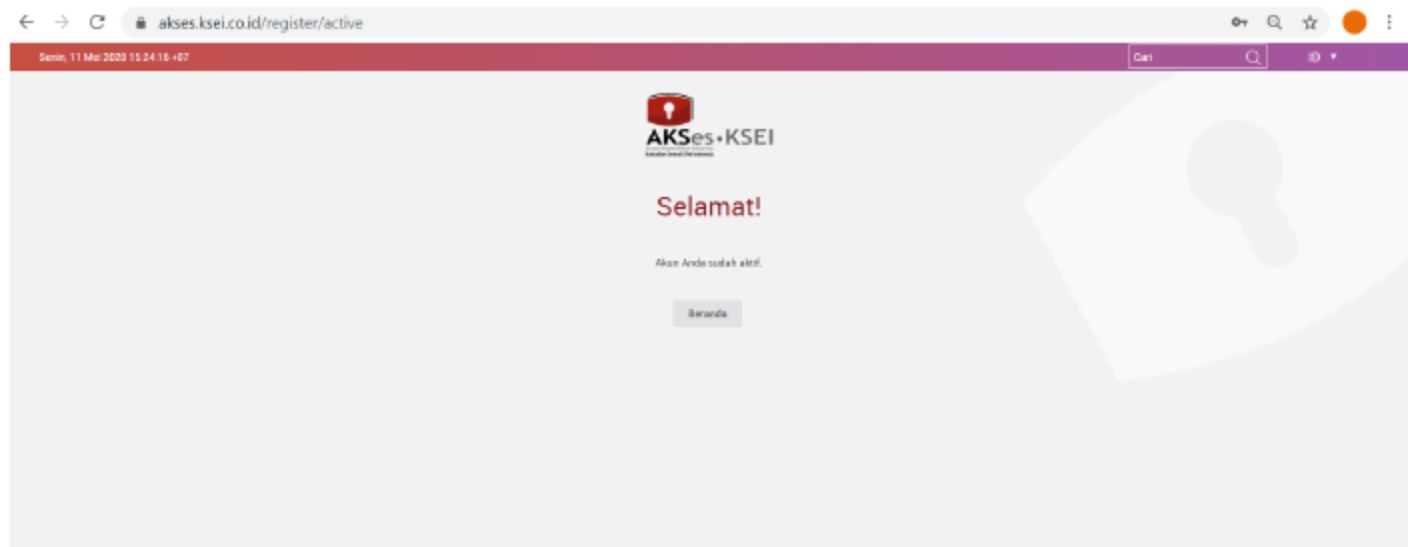 akses.ksei.co.id/register/active
Senin, 11 Mei 2020 15:24:16 +07
Cari
ID
AKSes•KSEI
Selamat!
Akun Anda sudah aktif.
Beranda